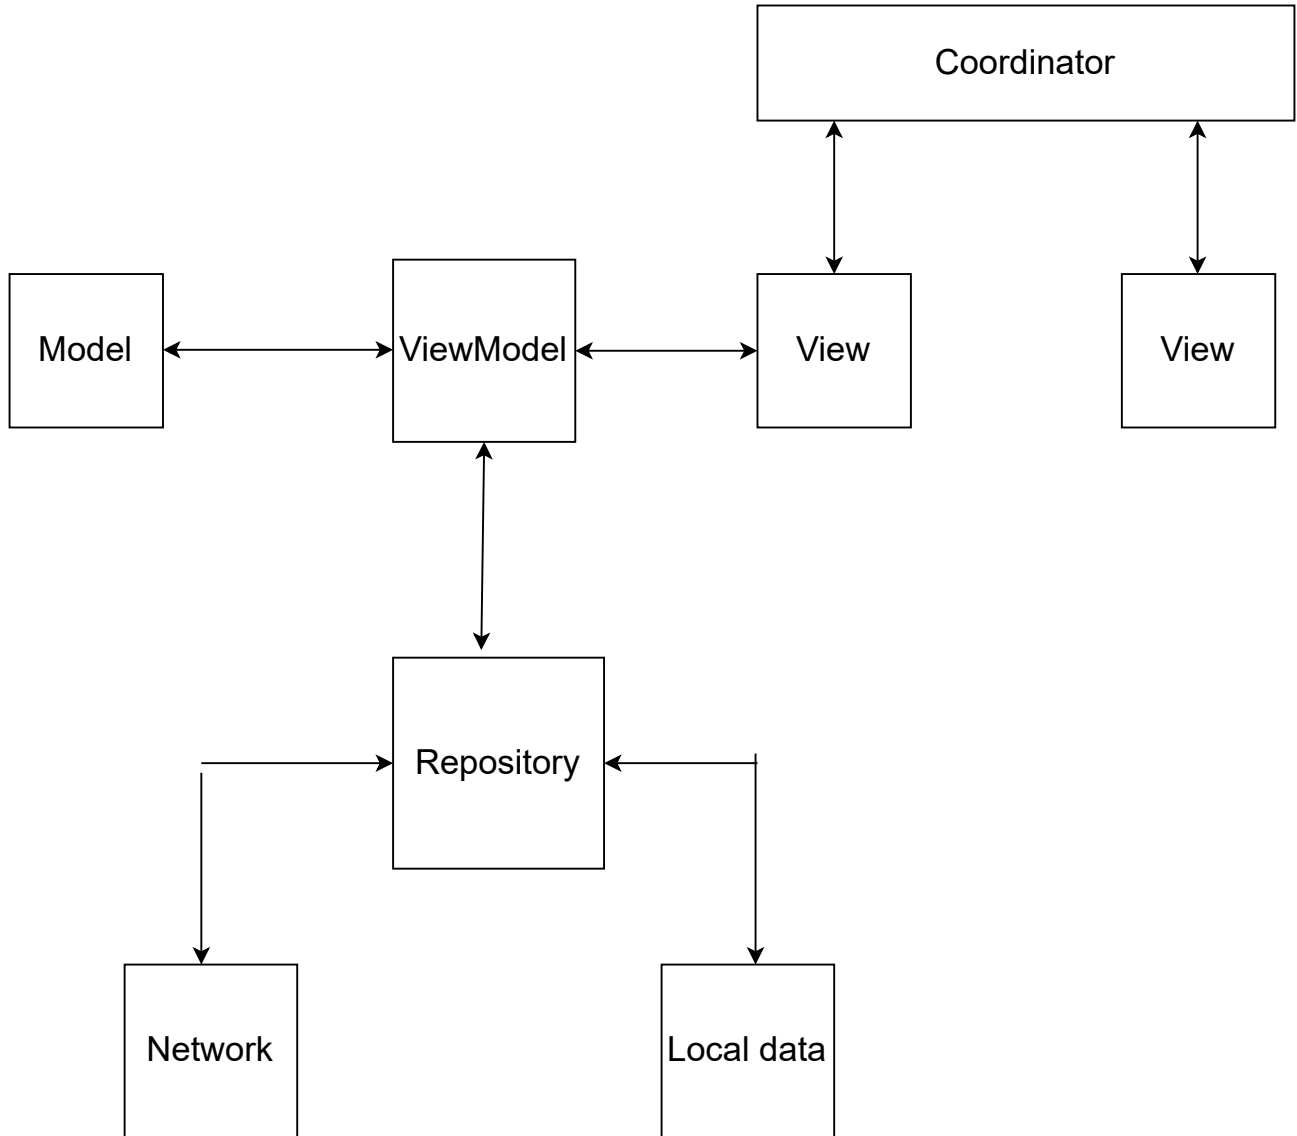 Coordinator
Model
ViewModel
View
View
Repository
Network
Local data